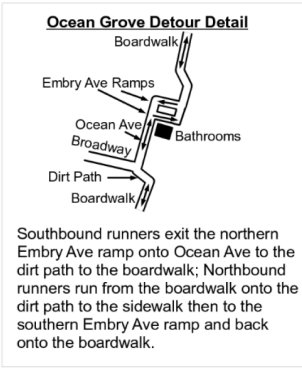 Ocean Grove Detour Detail
Boardwalk
Embry Ave Ramps
Ocean Ave
Broadway
Bathrooms
Dirt Path
Boardwalk
Southbound runners exit the northern
Embry Ave ramp onto Ocean Ave to the
dirt path to the boardwalk; Northbound
runners run from the boardwalk onto the
dirt path to the sidewalk then to the
southern Embry Ave ramp and back
onto the boardwalk.